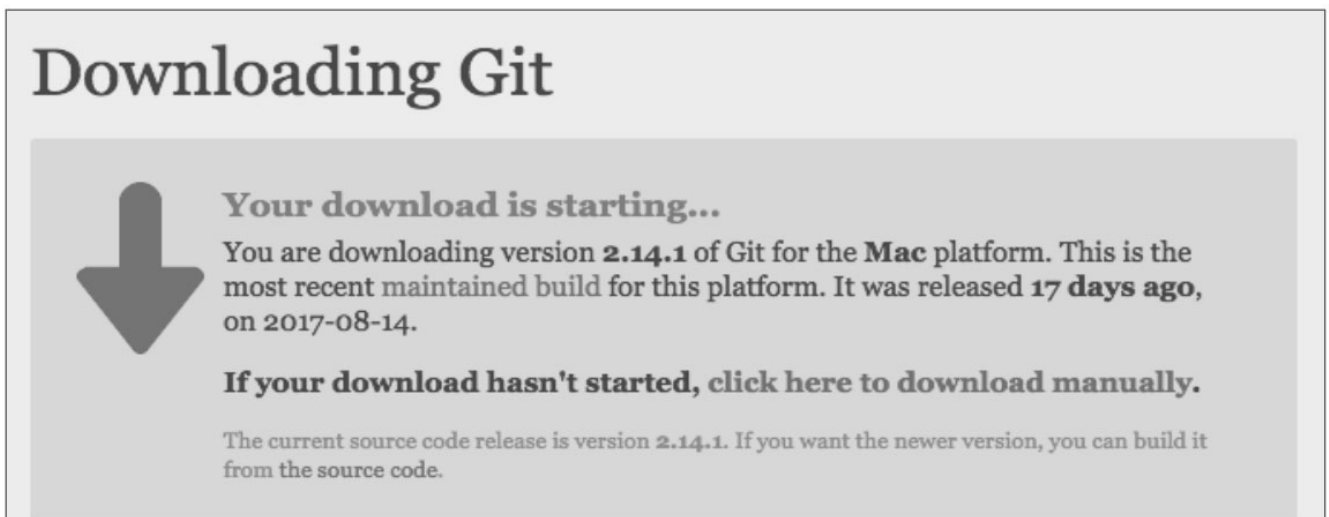 Downloading Git
Your download is starting...
You are downloading version 2.14.1 of Git for the Mac platform. This is the
most recent maintained build for this platform. It was released 17 days ago,
on 2017-08-14.
If your download hasn't started, click here to download manually.
The current source code release is version 2.14.1. If you want the newer version, you can build it
from the source code.